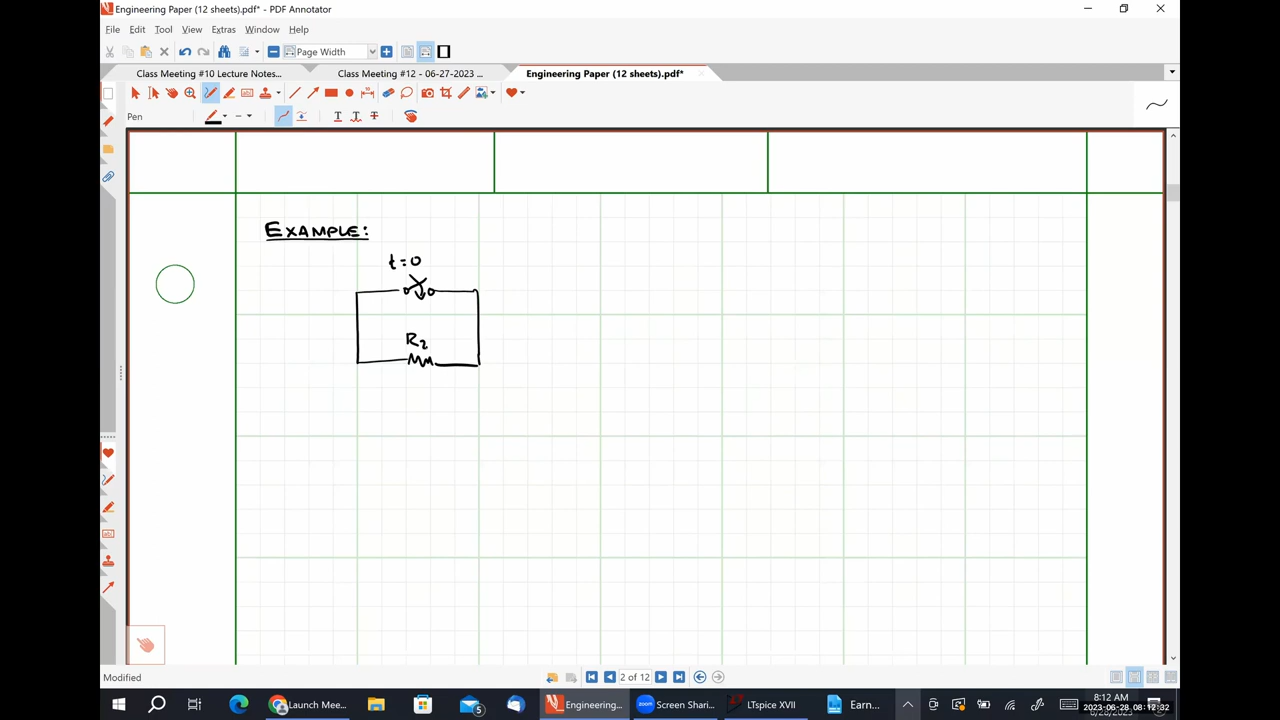 Engineering Paper (12 sheets).pdf* - PDF Annotator
File Edit Tool View Extras Window Help
Page Width
Class Meeting #10 Lecture Notes... Class Meeting #12 - 06-27-2023 ... Engineering Paper (12 sheets).pdf*
Pen
EXAMPLE:
t=0
R2
2 of 12
Modified
Launch Mee... Engineering... Screen Shari... LTspice XVII Earn... 8:12 AM
2023-06-28 08:12:32